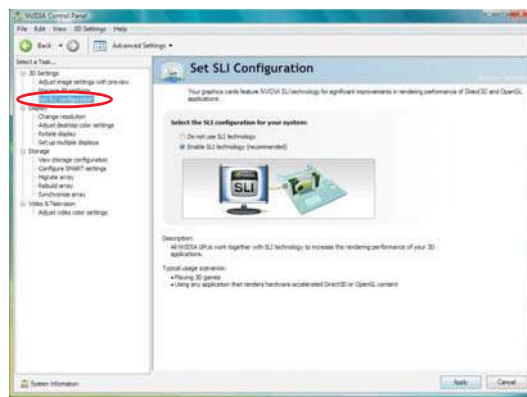 NVIDIA Control Panel
File Edit View 3D Settings Help
Back
Advanced Settings
Select a Task...
3D Settings
Adjust image settings with preview
Manage 3D settings
Set SLI configuration
Display
Change resolution
Adjust desktop color settings
Rotate display
Set up multiple displays
Storage
View storage configuration
Configure SMART settings
Migrate array
Rebuild array
Synchronize array
Video & Television
Adjust video color settings
System Information
Set SLI Configuration
Your graphics cards feature NVIDIA SLI technology for significant improvements in rendering performance of Direct3D and OpenGL
applications.
Select the SLI configuration for your system:
Do not use SLI technology
Enable SLI technology (recommended)
SLI
Description:
All NVIDIA GPUs work together with SLI technology to increase the rendering performance of your 3D
applications.
Typical usage scenarios:
Playing 3D games
Using any application that renders hardware-accelerated Direct3D or OpenGL content
Apply
Cancel